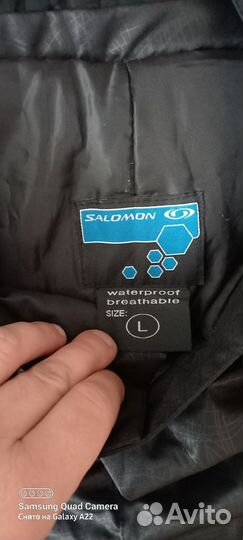 SALOMON
waterproof
breathable
SIZE:
L
Samsung Quad Camera
Снято на Galaxy A22
Avito